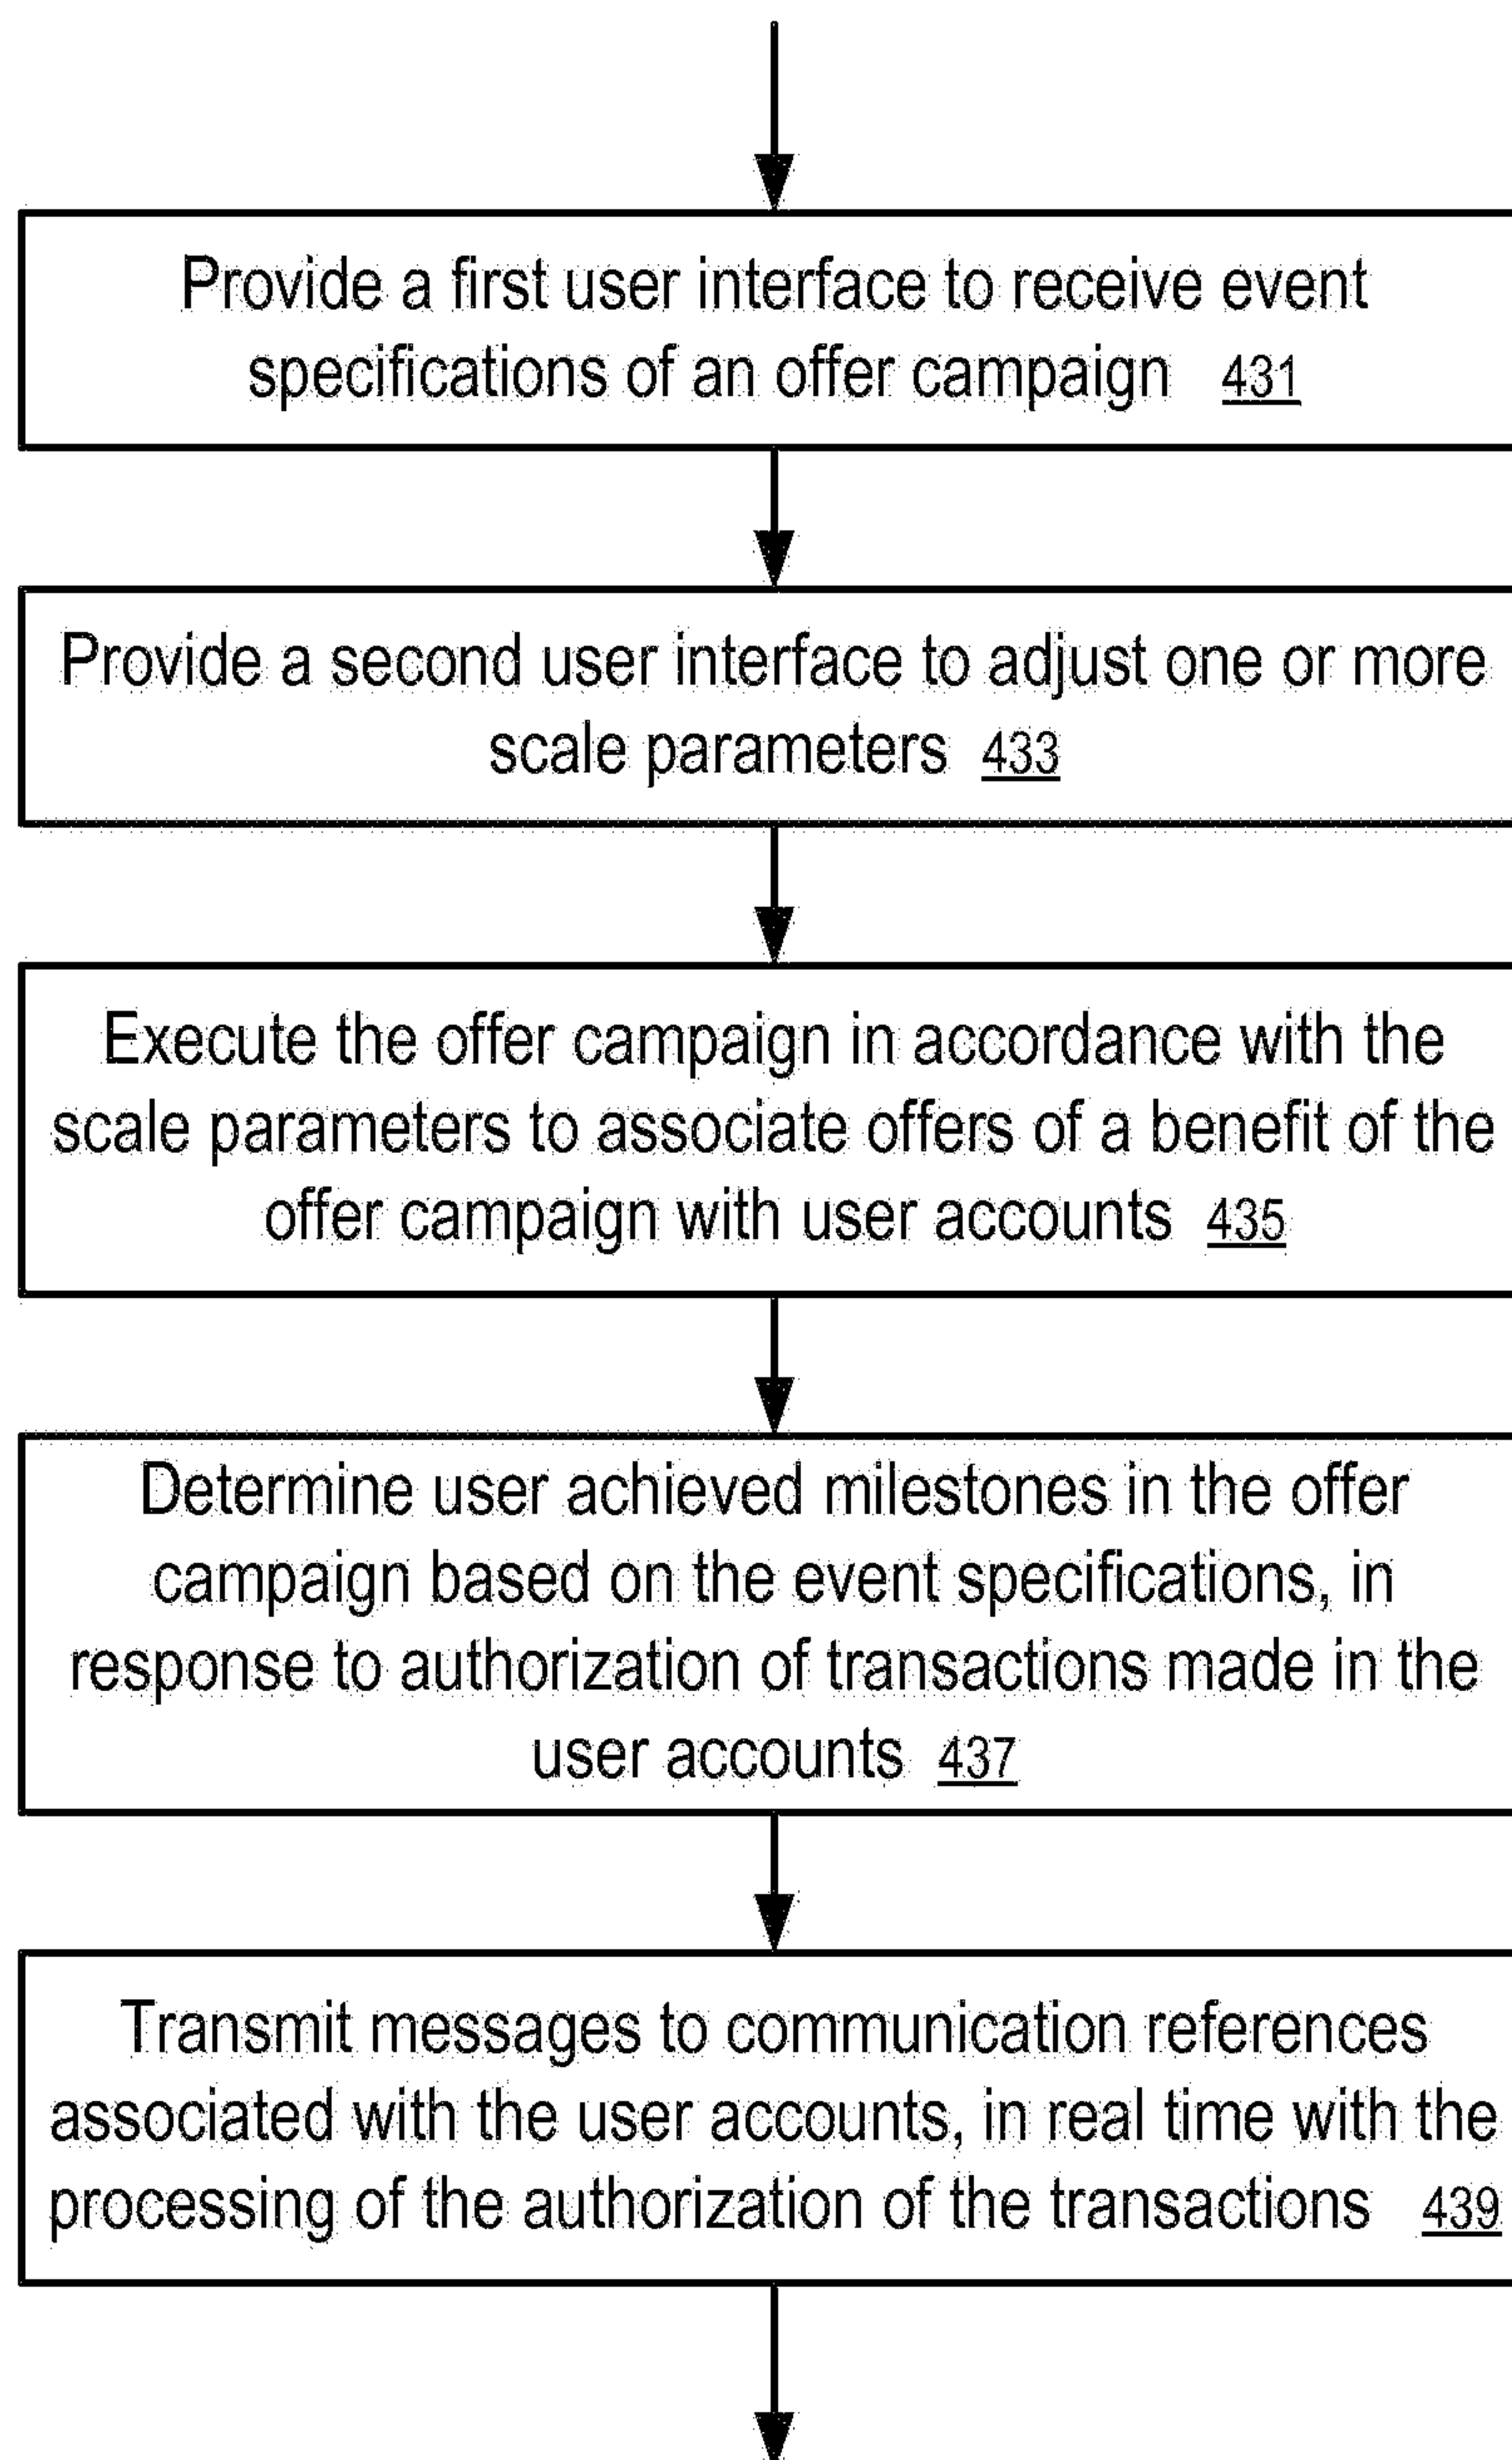 Provide a first user interface to receive event
specifications of an offer campaign 431
Provide a second user interface to adjust one or more
scale parameters 433
Execute the offer campaign in accordance with the
scale parameters to associate offers of a benefit of the
offer campaign with user accounts 435
Determine user achieved milestones in the offer
campaign based on the event specifications, in
response to authorization of transactions made in the
user accounts 437
Transmit messages to communication references
associated with the user accounts, in real time with the
processing of the authorization of the transactions 439